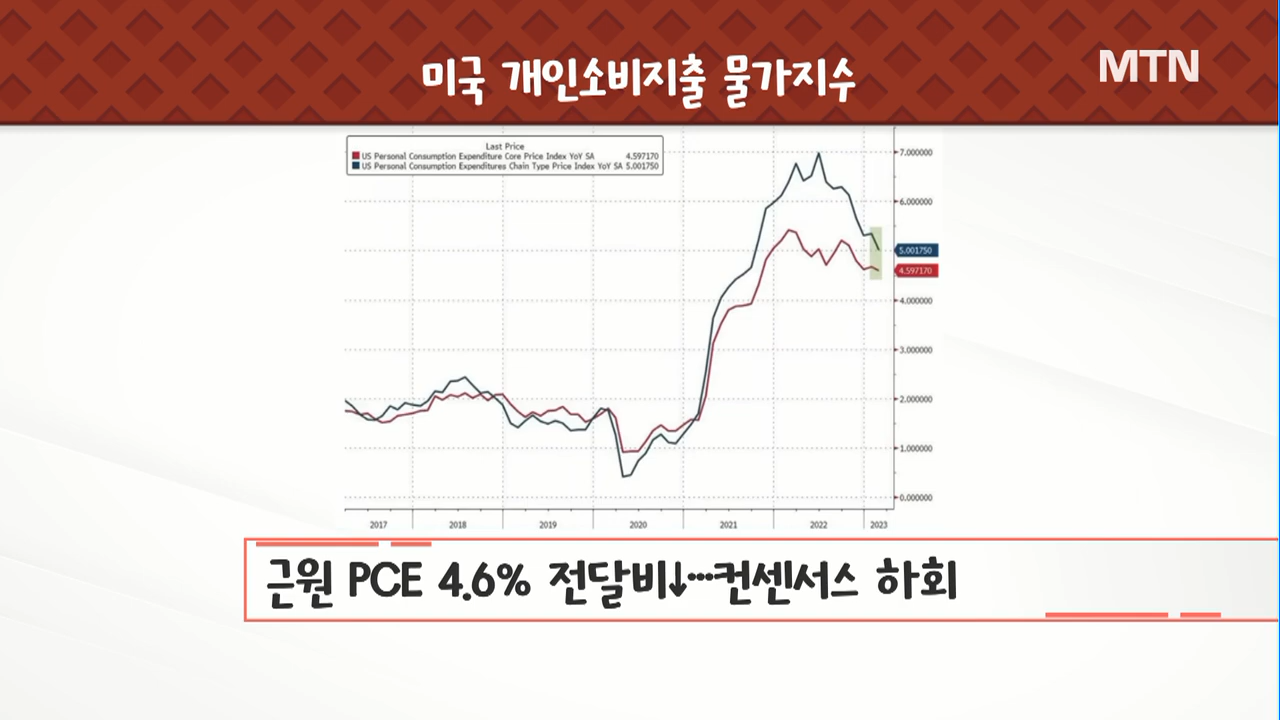 미국 개인소비지출 물가지수
MTN
Last Price
US Personal Consumption Expenditure Core Price Index YoY SA 4.597170
US Personal Consumption Expenditures Chain Type Price Index YoY SA 5.001750
7.000000
6.000000
5.001750
4.597170
4.000000
3.000000
2.000000
1.000000
0.000000
2017 2018 2019 2020 2021 2022 2023
근원 PCE 4.6% 전달비↓…컨센서스 하회